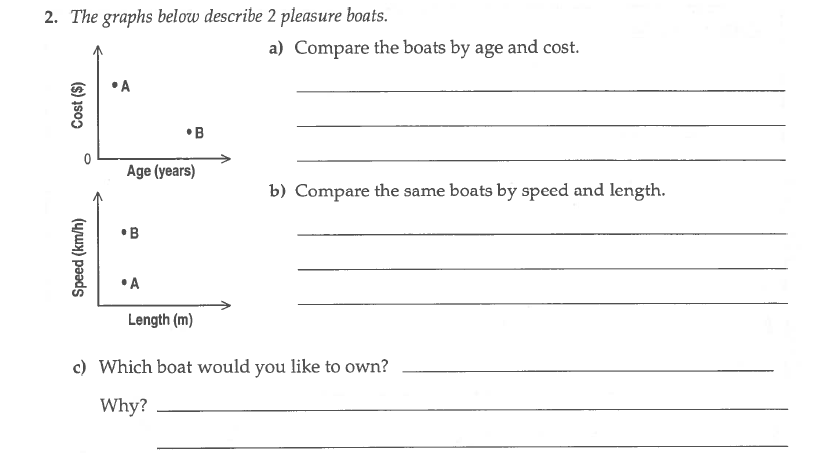 2. The graphs below describe 2 pleasure boats.
a) Compare the boats by age and cost.
Cost ($)
• A
• B
0
Age (years)
b) Compare the same boats by speed and length.
Speed (km/h)
• B
• A
Length (m)
c) Which boat would you like to own?
Why?